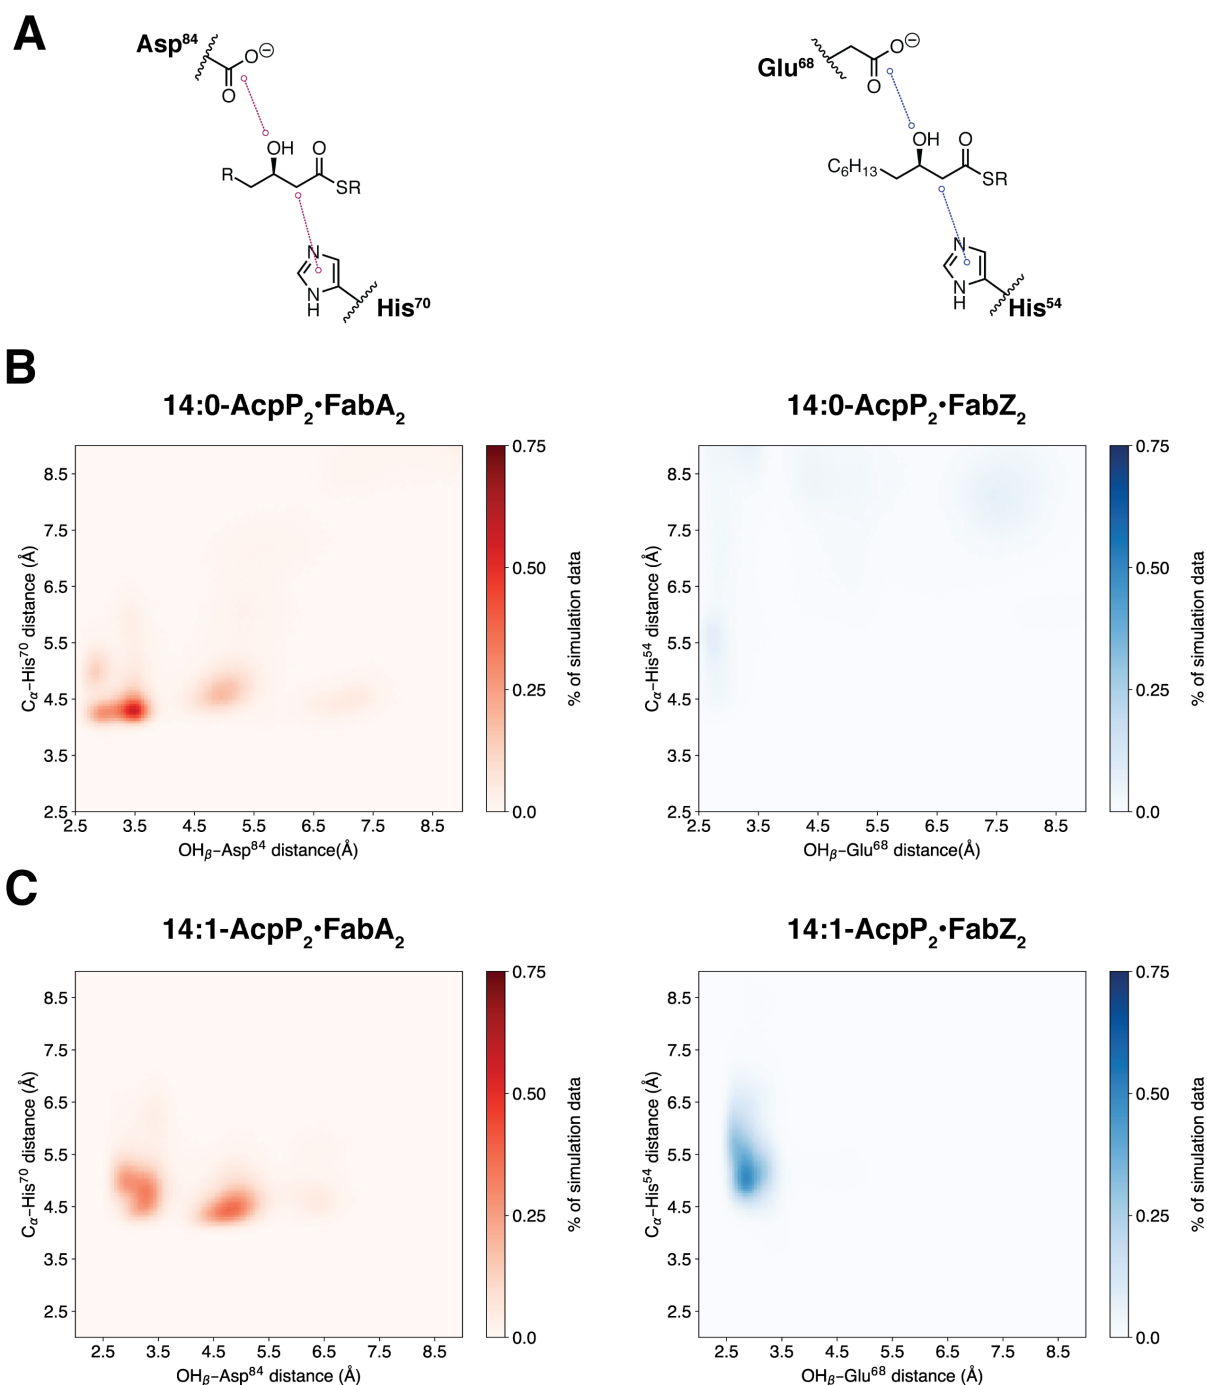 A
Asp⁸⁴
O⊖
O
OH
O
R
SR
N
N
H
His⁷⁰
Glu⁶⁸
O⊖
O
OH
O
C₆H₁₃
SR
N
N
H
His⁵⁴
B
14:0-AcpP₂•FabA₂
8.5
7.5
6.5
5.5
4.5
3.5
2.5
2.5 3.5 4.5 5.5 6.5 7.5 8.5
Cα–His⁷⁰ distance (Å)
OHβ–Asp⁸⁴ distance(Å)
0.75
0.50
0.25
0.0
% of simulation data
14:0-AcpP₂•FabZ₂
8.5
7.5
6.5
5.5
4.5
3.5
2.5
2.5 3.5 4.5 5.5 6.5 7.5 8.5
Cα–His⁵⁴ distance (Å)
OHβ–Glu⁶⁸ distance(Å)
0.75
0.50
0.25
0.0
% of simulation data
C
14:1-AcpP₂•FabA₂
8.5
7.5
6.5
5.5
4.5
3.5
2.5
2.5 3.5 4.5 5.5 6.5 7.5 8.5
Cα–His⁷⁰ distance (Å)
OHβ–Asp⁸⁴ distance (Å)
0.75
0.50
0.25
0.0
% of simulation data
14:1-AcpP₂•FabZ₂
8.5
7.5
6.5
5.5
4.5
3.5
2.5
2.5 3.5 4.5 5.5 6.5 7.5 8.5
Cα–His⁵⁴ distance (Å)
OHβ–Glu⁶⁸ distance (Å)
0.75
0.50
0.25
0.0
% of simulation data